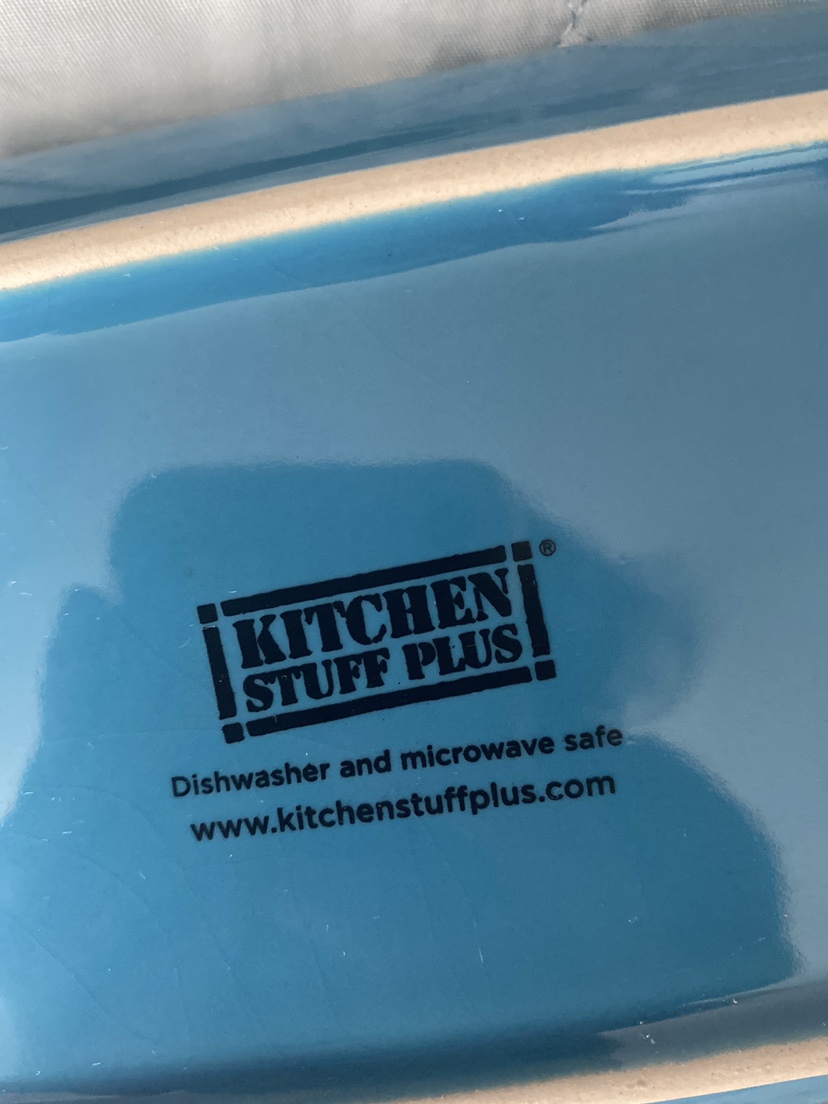 KITCHEN®
STUFF PLUS
Dishwasher and microwave safe
www.kitchenstuffplus.com